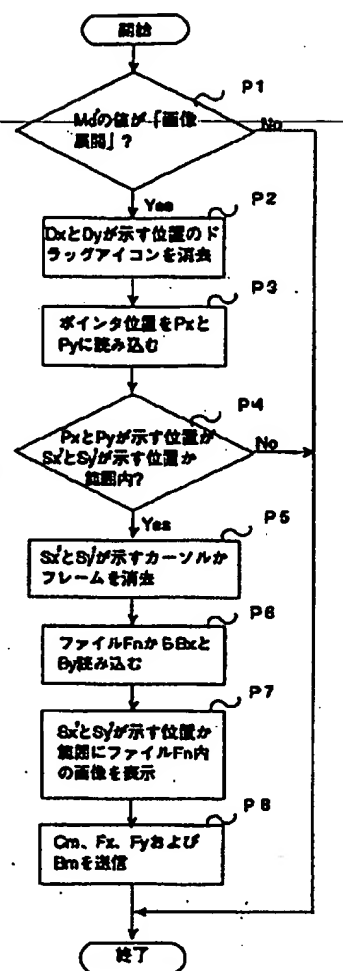 開始
P1
Md'の値が「画像
展開」?
No
Yes
P2
DxとDyが示す位置のド
ラッグアイコンを消去
P3
ポインタ位置をPxと
Pyに読み込む
P4
PxとPyが示す位置が
Sx'とSy'が示す位置か
範囲内?
No
Yes
P5
Sx'とSy'が示すカーソルか
フレームを消去
P6
ファイルFnからBxと
By読み込む
P7
Sx'とSy'が示す位置か
範囲にファイルFn内
の画像を表示
P8
Cm、Fx、Fyおよび
Bmを送信
終了